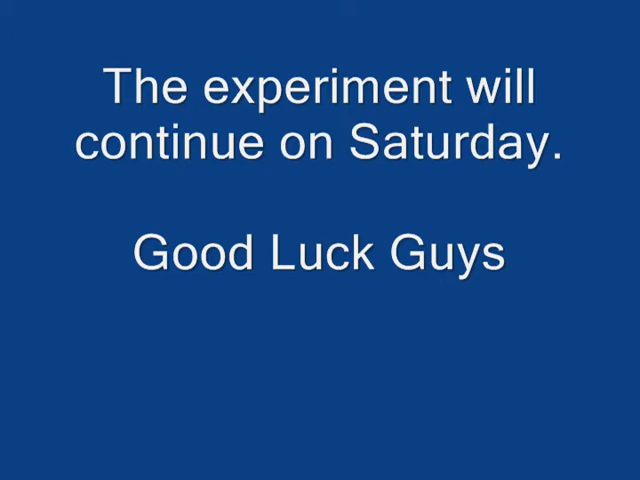 The experiment will
continue on Saturday.
Good Luck Guys